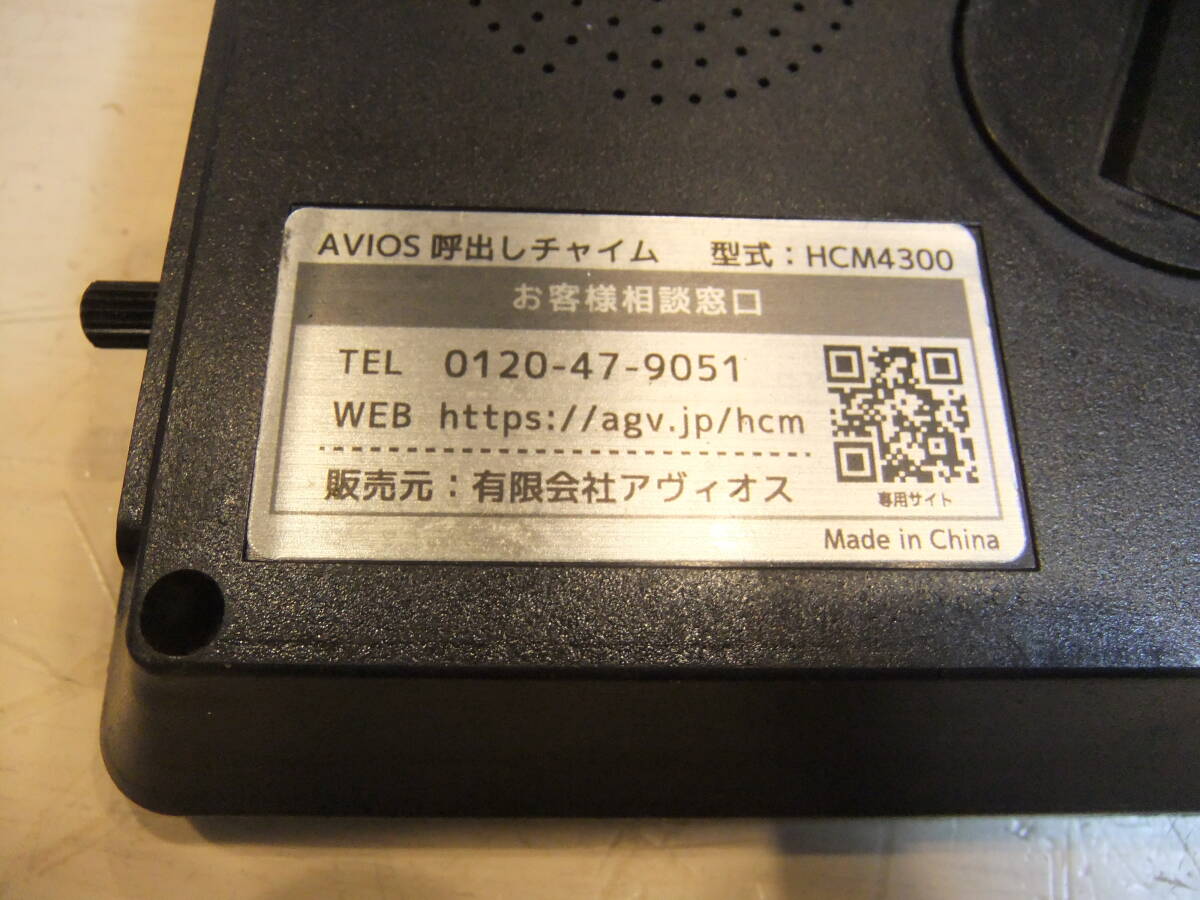 AVIOS 呼出しチャイム 型式：HCM4300
お客様相談窓口
TEL 0120-47-9051
WEB https://agv.jp/hcm
販売元：有限会社アヴィオス
専用サイト
Made in China